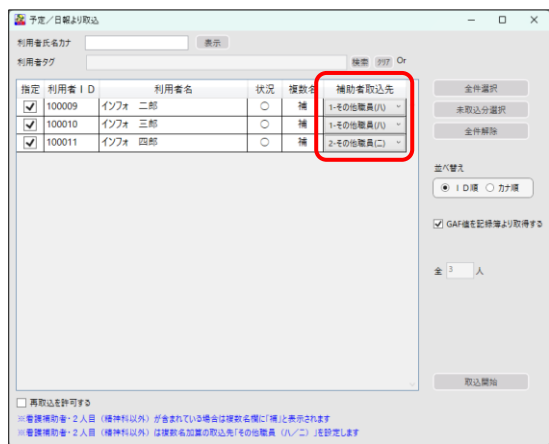 予定／日報より取込
利用者氏名カナ 表示
利用者タグ 検索 クリア Or
指定 利用者ＩＤ 利用者名 状況 複数名 補助者取込先
100009 インフォ 二郎 ○ 補 1-その他職員(ハ)
100010 インフォ 三郎 ○ 補 1-その他職員(ハ)
100011 インフォ 四郎 ○ 補 2-その他職員(ニ)
全件選択
未取込分選択
全件解除
並べ替え
ＩＤ順 カナ順
GAF値を記録簿より取得する
全 3 人
取込開始
再取込を許可する
※看護補助者・２人目（精神科以外）が含まれている場合は複数名欄に「補」と表示されます
※看護補助者・２人目（精神科以外）は複数名加算の取込先「その他職員（ハ／ニ）」を設定します